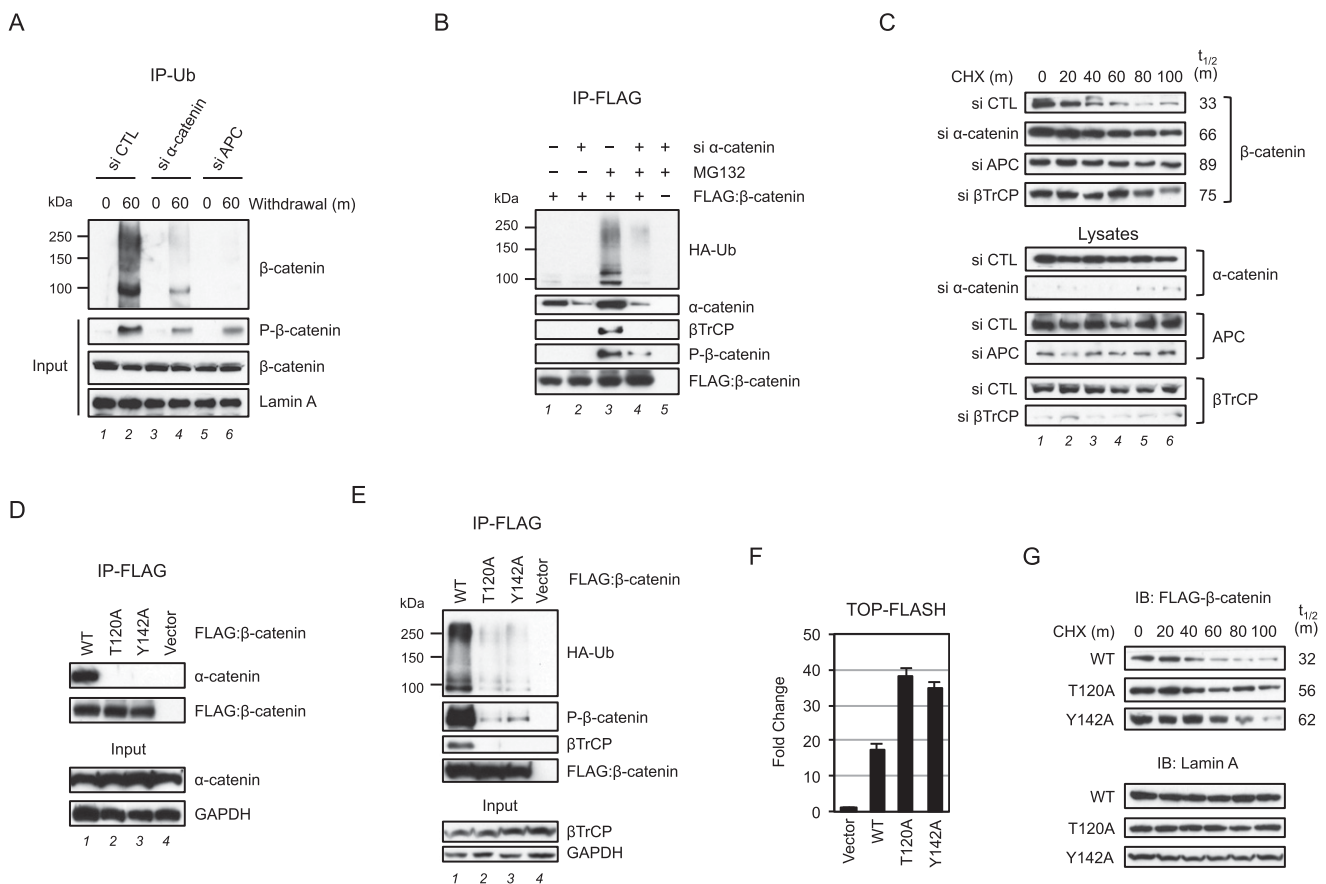 A
IP-Ub
si CTL
si α-catenin
si APC
0 60 0 60 0 60 Withdrawal (m)
kDa
250
150
100
β-catenin
P-β-catenin
Input
β-catenin
Lamin A
1 2 3 4 5 6
B
IP-FLAG
– + – + + si α-catenin
– – + + + MG132
+ + + + – FLAG:β-catenin
kDa
250
150
100
HA-Ub
α-catenin
βTrCP
P-β-catenin
FLAG:β-catenin
1 2 3 4 5
C
t1/2
CHX (m) 0 20 40 60 80 100 (m)
si CTL 33
si α-catenin 66
si APC 89
si βTrCP 75
β-catenin
Lysates
si CTL
si α-catenin
α-catenin
si CTL
si APC
APC
si CTL
si βTrCP
βTrCP
1 2 3 4 5 6
D
IP-FLAG
WT
T120A
Y142A
Vector
FLAG:β-catenin
α-catenin
FLAG:β-catenin
Input
α-catenin
GAPDH
1 2 3 4
E
IP-FLAG
WT
T120A
Y142A
Vector
FLAG:β-catenin
kDa
250
150
100
HA-Ub
P-β-catenin
βTrCP
FLAG:β-catenin
Input
βTrCP
GAPDH
1 2 3 4
F
TOP-FLASH
Fold Change
50
40
30
20
10
0
Vector
WT
T120A
Y142A
G
IB: FLAG-β-catenin
t1/2
CHX (m) 0 20 40 60 80 100 (m)
WT 32
T120A 56
Y142A 62
IB: Lamin A
WT
T120A
Y142A